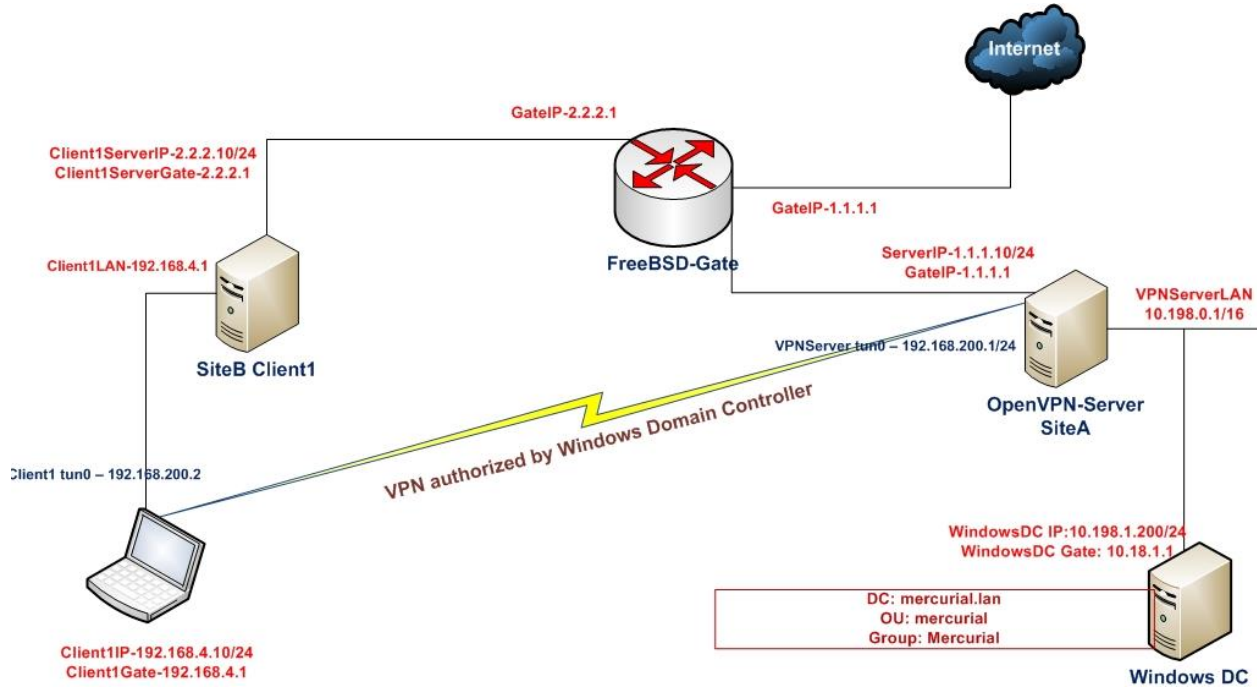 Internet
GateIP-2.2.2.1
Client1ServerIP-2.2.2.10/24
Client1ServerGate-2.2.2.1
GateIP-1.1.1.1
FreeBSD-Gate
ServerIP-1.1.1.10/24
GateIP-1.1.1.1
Client1LAN-192.168.4.1
VPNServerLAN
10.198.0.1/16
VPNServer tun0 – 192.168.200.1/24
SiteB Client1
OpenVPN-Server
SiteA
VPN authorized by Windows Domain Controller
Client1 tun0 – 192.168.200.2
WindowsDC IP:10.198.1.200/24
WindowsDC Gate: 10.18.1.1
DC: mercurial.lan
OU: mercurial
Group: Mercurial
Client1IP-192.168.4.10/24
Client1Gate-192.168.4.1
Windows DC